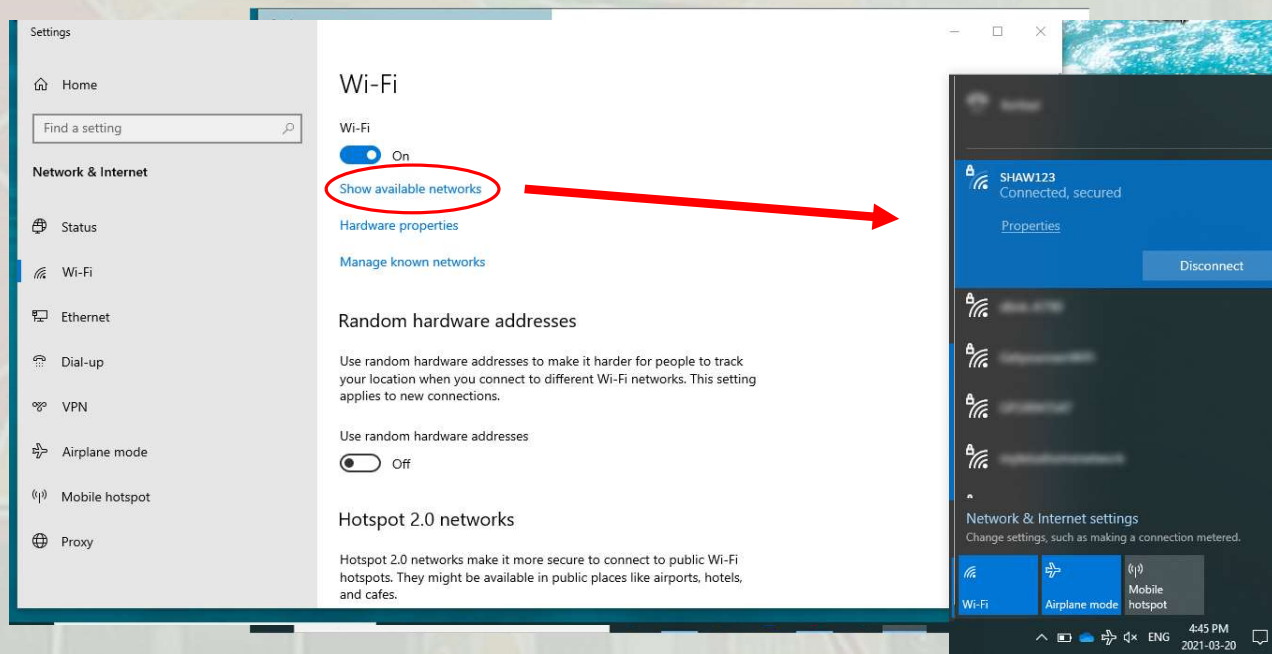 Settings
Home
Find a setting
Network & Internet
Status
Wi-Fi
Ethernet
Dial-up
VPN
Airplane mode
Mobile hotspot
Proxy
Wi-Fi
Wi-Fi
On
Show available networks
Hardware properties
Manage known networks
Random hardware addresses
Use random hardware addresses to make it harder for people to track
your location when you connect to different Wi-Fi networks. This setting
applies to new connections.
Use random hardware addresses
Off
Hotspot 2.0 networks
Hotspot 2.0 networks make it more secure to connect to public Wi-Fi
hotspots. They might be available in public places like airports, hotels,
and cafes.
SHAW123
Connected, secured
Properties
Disconnect
Network & Internet settings
Change settings, such as making a connection metered.
Wi-Fi
Airplane mode
Mobile
hotspot
ENG
4:45 PM
2021-03-20